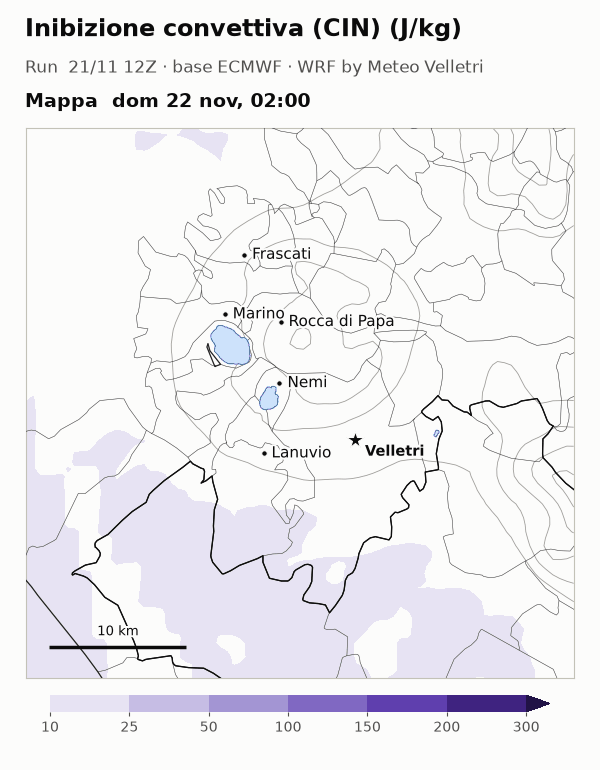 Inibizione convettiva (CIN) (J/kg)
Run  21/11 12Z · base ECMWF · WRF by Meteo Velletri
Mappa  dom 22 nov, 02:00
Frascati
Marino
Rocca di Papa
Nemi
Velletri
Lanuvio
10 km
10 25 50 100 150 200 300